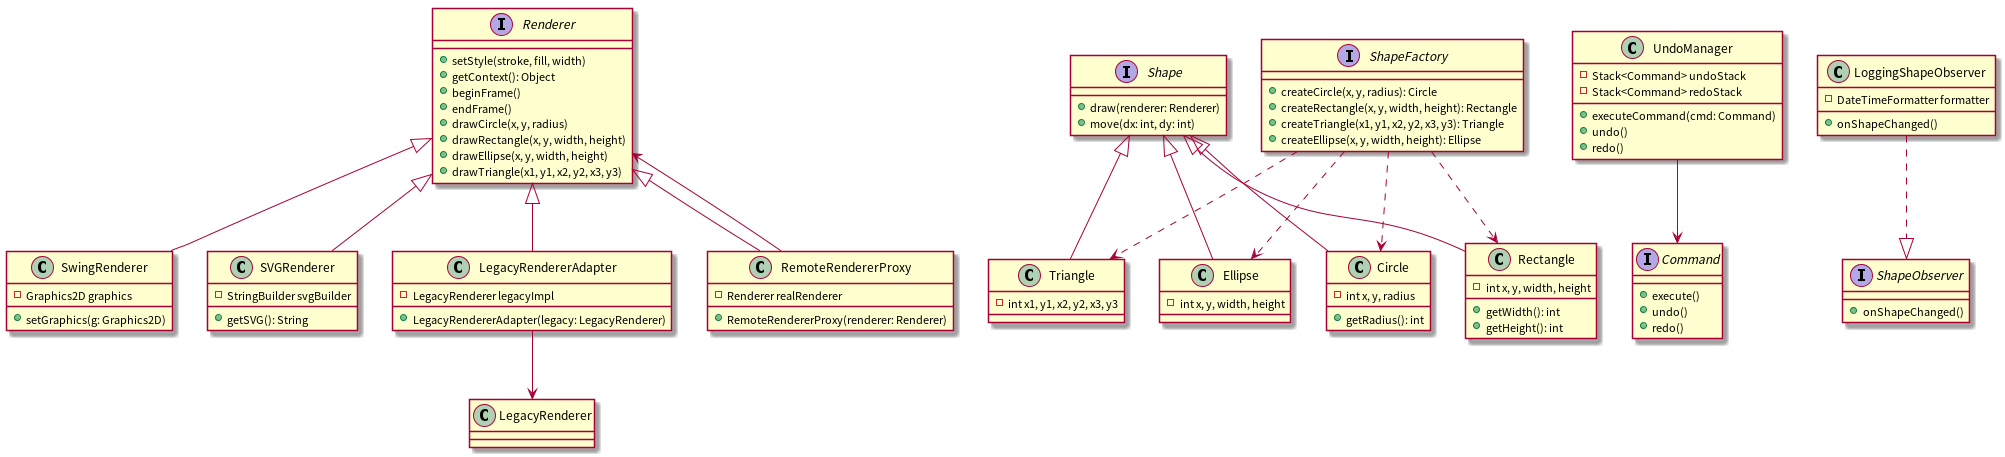 I Renderer
setStyle(stroke, fill, width)
getContext(): Object
beginFrame()
endFrame()
drawCircle(x, y, radius)
drawRectangle(x, y, width, height)
drawEllipse(x, y, width, height)
drawTriangle(x1, y1, x2, y2, x3, y3)
I Shape
draw(renderer: Renderer)
move(dx: int, dy: int)
I ShapeFactory
createCircle(x, y, radius): Circle
createRectangle(x, y, width, height): Rectangle
createTriangle(x1, y1, x2, y2, x3, y3): Triangle
createEllipse(x, y, width, height): Ellipse
C UndoManager
Stack<Command> undoStack
Stack<Command> redoStack
executeCommand(cmd: Command)
undo()
redo()
C LoggingShapeObserver
DateTimeFormatter formatter
onShapeChanged()
C SwingRenderer
Graphics2D graphics
setGraphics(g: Graphics2D)
C SVGRenderer
StringBuilder svgBuilder
getSVG(): String
C LegacyRendererAdapter
LegacyRenderer legacyImpl
LegacyRendererAdapter(legacy: LegacyRenderer)
C RemoteRendererProxy
Renderer realRenderer
RemoteRendererProxy(renderer: Renderer)
C Triangle
int x1, y1, x2, y2, x3, y3
C Ellipse
int x, y, width, height
C Circle
int x, y, radius
getRadius(): int
C Rectangle
int x, y, width, height
getWidth(): int
getHeight(): int
I Command
execute()
undo()
redo()
I ShapeObserver
onShapeChanged()
C LegacyRenderer